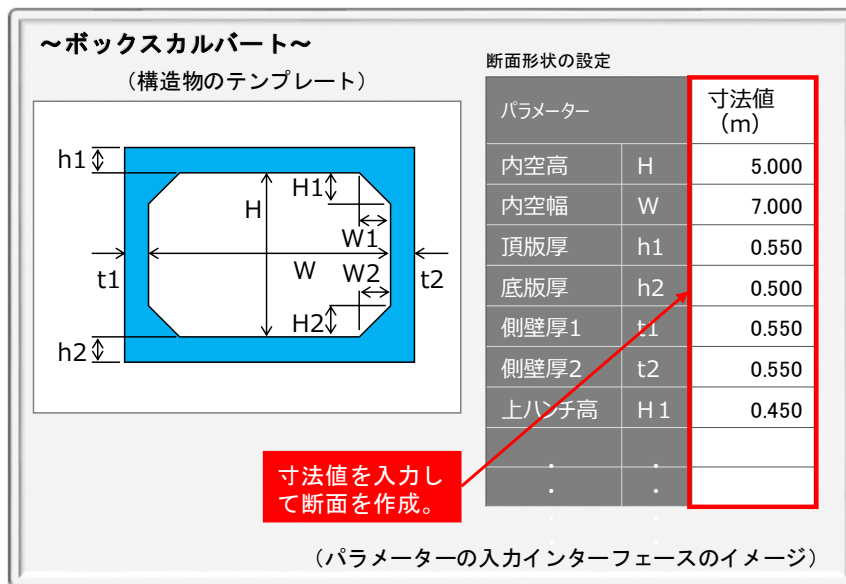 ～ボックスカルバート～
（構造物のテンプレート）
h1
H1
H
W1
t1
W
W2
t2
H2
h2
断面形状の設定
パラメーター
寸法値
（m）
内空高 H 5.000
内空幅 W 7.000
頂版厚 h1 0.550
底版厚 h2 0.500
側壁厚1 t1 0.550
側壁厚2 t2 0.550
上ハンチ高 H1 0.450
・ ・
・ ・
寸法値を入力し
て断面を作成。
（パラメーターの入力インターフェースのイメージ）